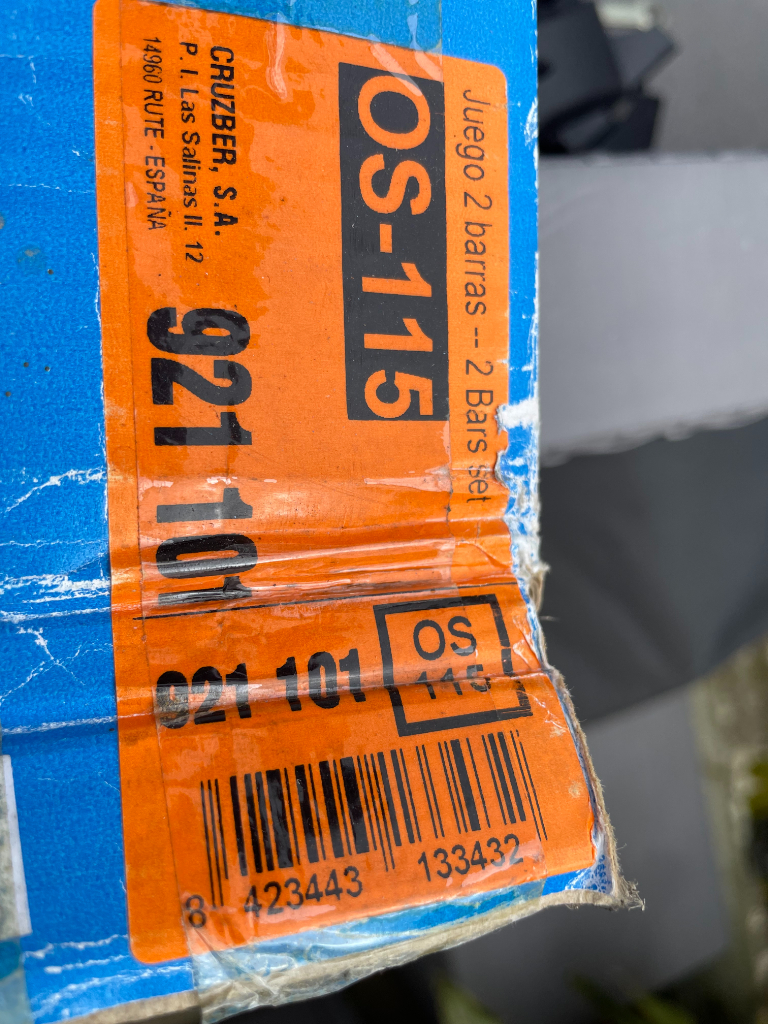 Juego 2 barras -- 2 Bars set
OS-115
CRUZBER, S.A.
P. I. Las Salinas II. 12
14960 RUTE - ESPAÑA
921 101
OS
115
921 101
8 423443 133432